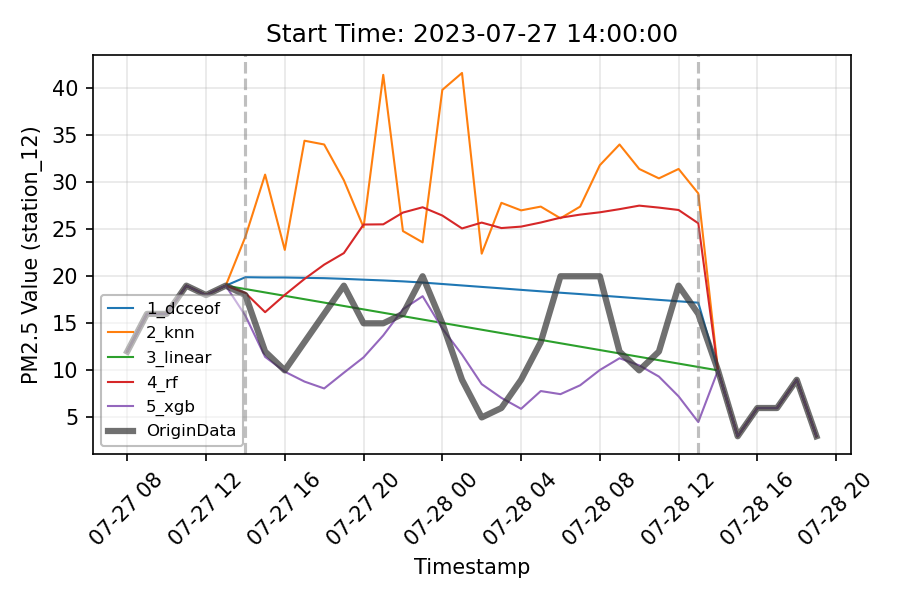 Start Time: 2023-07-27 14:00:00
PM2.5 Value (station_12)
40
35
30
25
20
15
10
5
1_dcceof
2_knn
3_linear
4_rf
5_xgb
OriginData
07-27 08
07-27 12
07-27 16
07-27 20
07-28 00
07-28 04
07-28 08
07-28 12
07-28 16
07-28 20
Timestamp